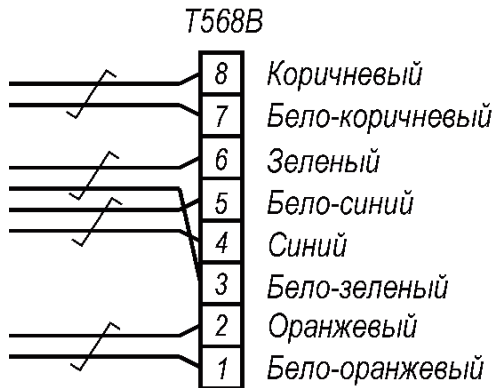 T568B
8 Коричневый
7 Бело-коричневый
6 Зеленый
5 Бело-синий
4 Синий
3 Бело-зеленый
2 Оранжевый
1 Бело-оранжевый